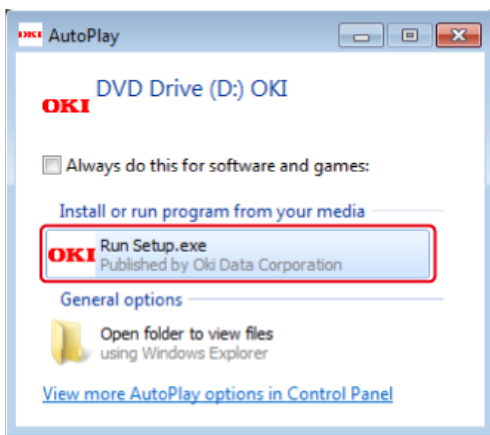 OKI AutoPlay
OKI DVD Drive (D:) OKI
Always do this for software and games:
Install or run program from your media
OKI Run Setup.exe
Published by Oki Data Corporation
General options
Open folder to view files
using Windows Explorer
View more AutoPlay options in Control Panel